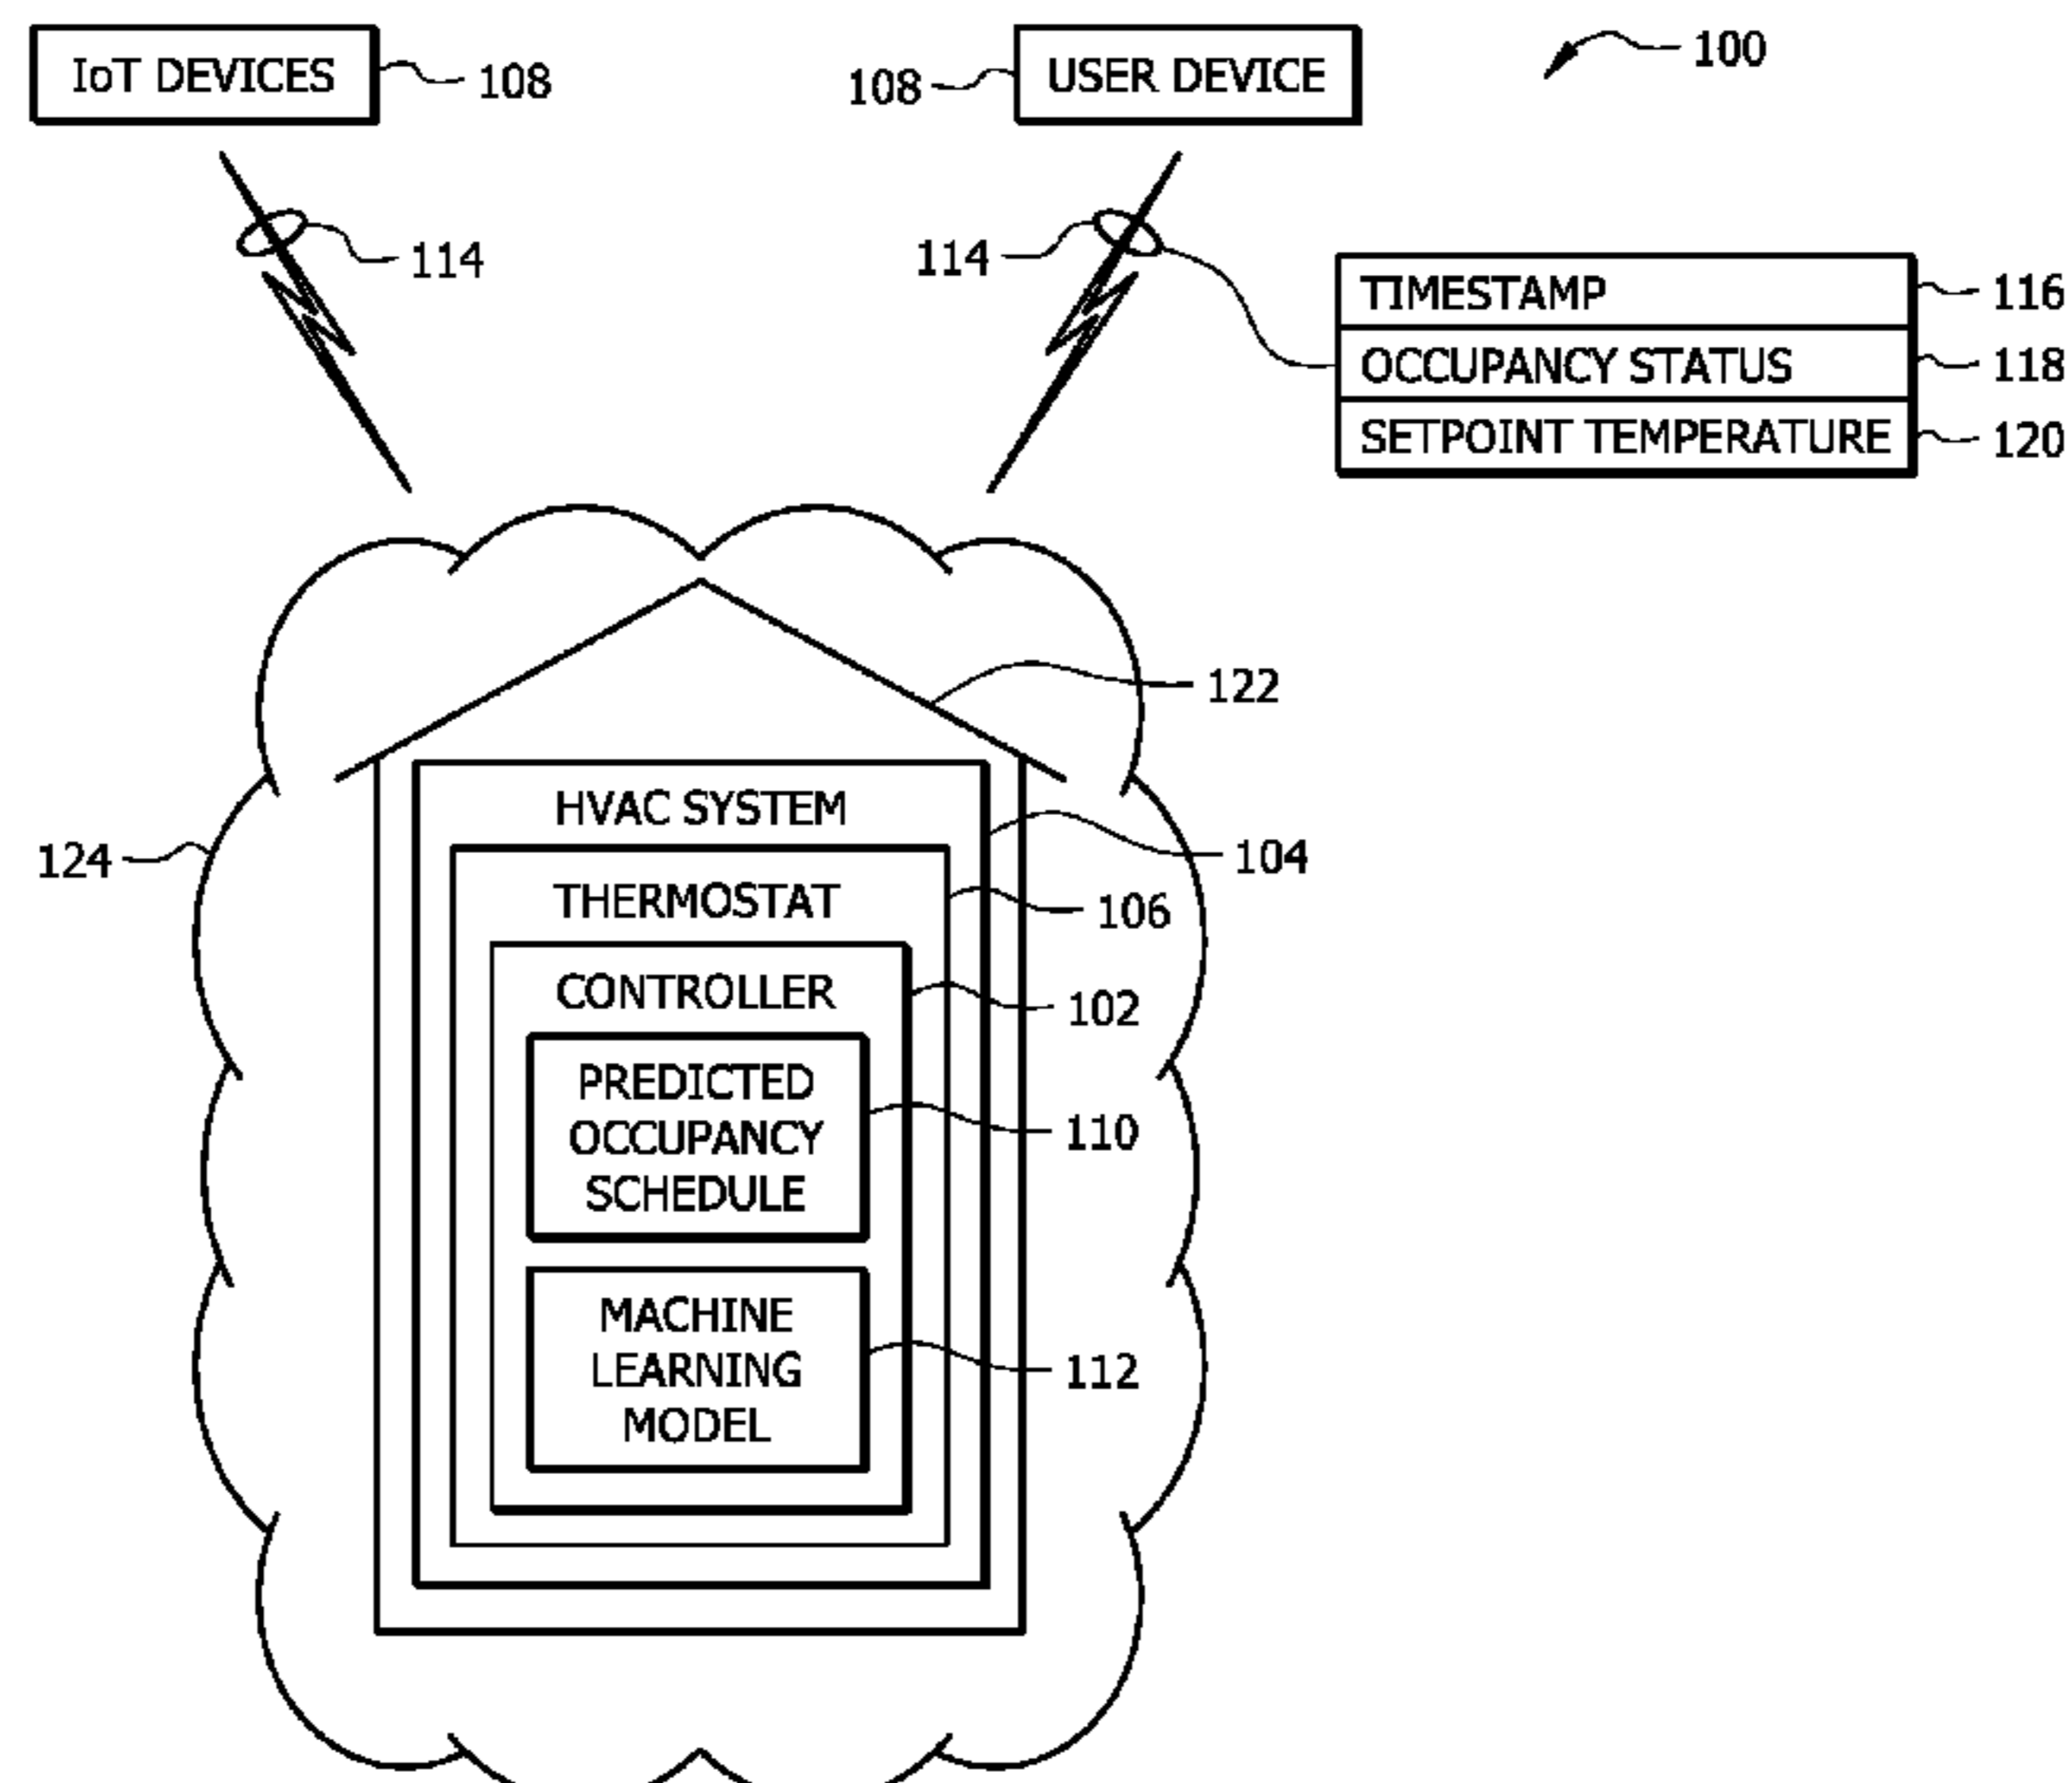 IoT DEVICES
108
108
USER DEVICE
100
114
114
TIMESTAMP
116
OCCUPANCY STATUS
118
SETPOINT TEMPERATURE
120
122
HVAC SYSTEM
104
124
THERMOSTAT
106
CONTROLLER
102
PREDICTED
OCCUPANCY
SCHEDULE
110
MACHINE
LEARNING
MODEL
112